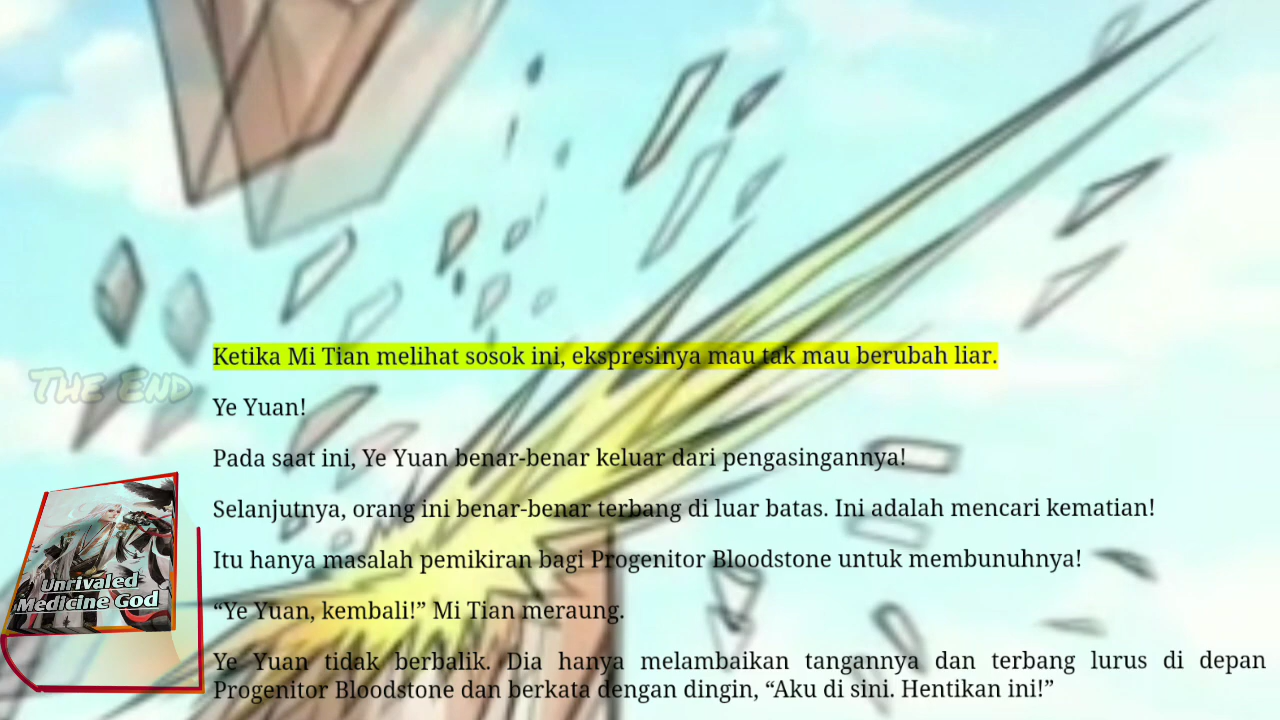 Ketika Mi Tian melihat sosok ini, ekspresinya mau tak mau berubah liar.
THE END
Ye Yuan!
Pada saat ini, Ye Yuan benar-benar keluar dari pengasingannya!
Selanjutnya, orang ini benar-benar terbang di luar batas. Ini adalah mencari kematian!
Itu hanya masalah pemikiran bagi Progenitor Bloodstone untuk membunuhnya!
Unrivaled
Medicine God
“Ye Yuan, kembali!” Mi Tian meraung.
Ye Yuan tidak berbalik. Dia hanya melambaikan tangannya dan terbang lurus di depan
Progenitor Bloodstone dan berkata dengan dingin, “Aku di sini. Hentikan ini!”